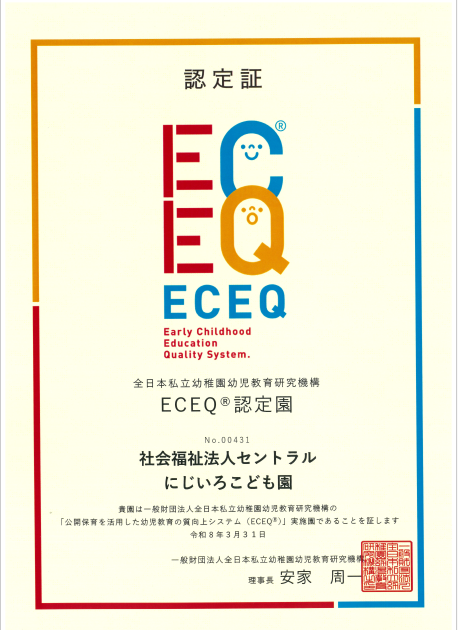 認定証
EC®
EQ
ECEQ
Early Childhood
Education
Quality System.
全日本私立幼稚園幼児教育研究機構
ECEQ®認定園
No.00431
社会福祉法人セントラル
にじいろこども園
貴園は一般財団法人全日本私立幼稚園幼児教育研究機構の
「公開保育を活用した幼児教育の質向上システム（ECEQ®）」実施園であることを証します
令和8年3月31日
一般財団法人全日本私立幼稚園幼児教育研究機構
理事長 安家 周一